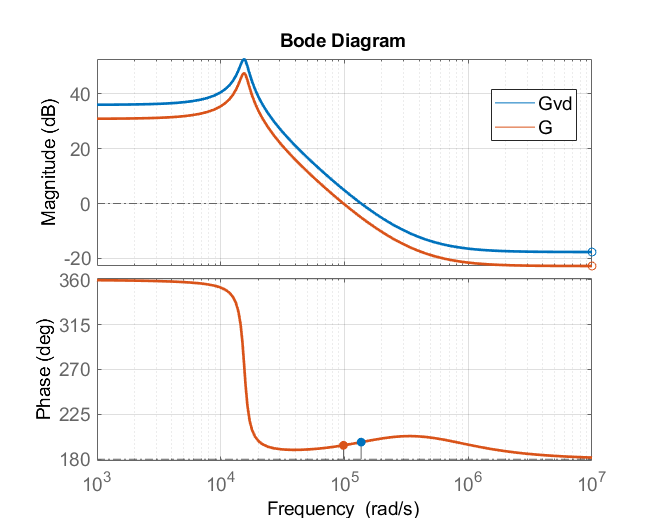 Bode Diagram
Magnitude (dB)
40
20
0
-20
Gvd
G
Phase (deg)
360
315
270
225
180
10^3
10^4
10^5
10^6
10^7
Frequency (rad/s)